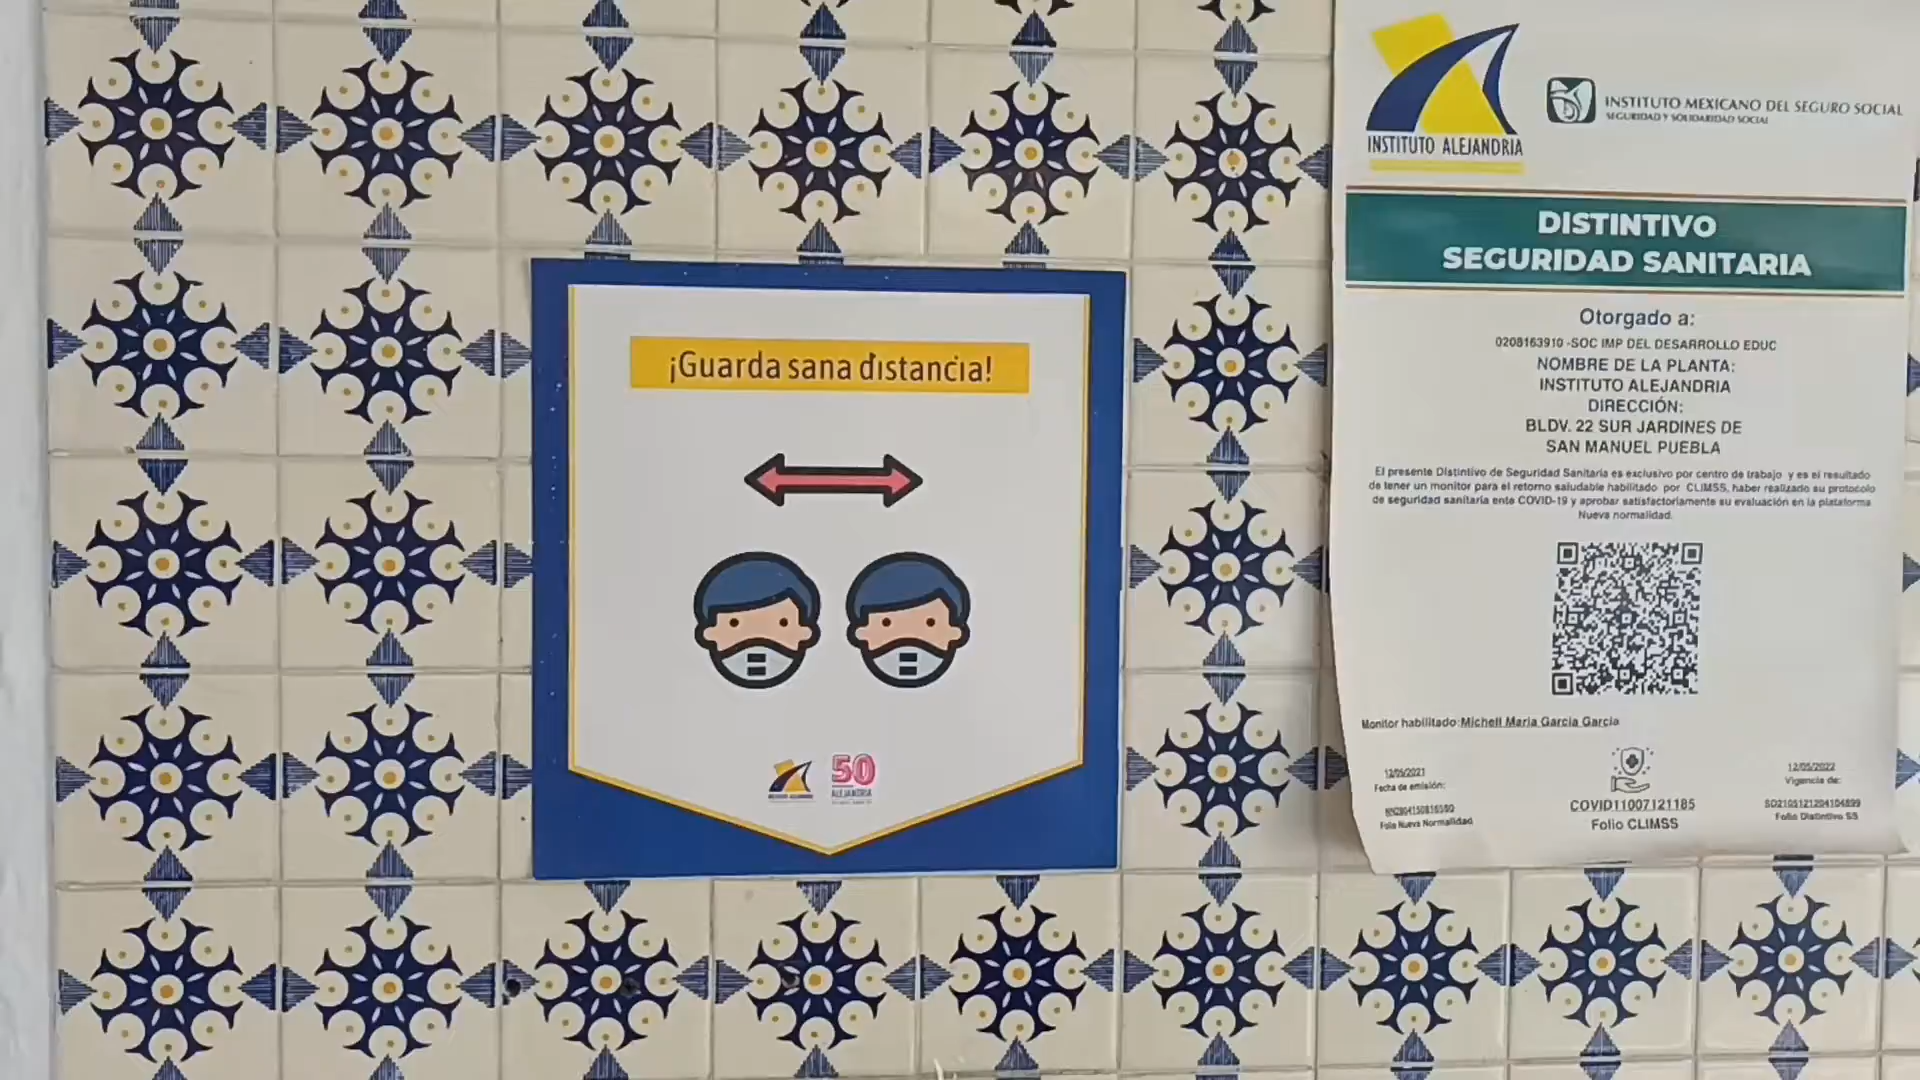 ¡Guarda sana distancia!
50
ALEJANDRIA
INSTITUTO ALEJANDRIA
INSTITUTO MEXICANO DEL SEGURO SOCIAL
SEGURIDAD Y SOLIDARIDAD SOCIAL
DISTINTIVO
SEGURIDAD SANITARIA
Otorgado a:
0208163910 -SOC IMP DEL DESARROLLO EDUC
NOMBRE DE LA PLANTA:
INSTITUTO ALEJANDRIA
DIRECCIÓN:
BLDV. 22 SUR JARDINES DE
SAN MANUEL PUEBLA
El presente Distintivo de Seguridad Sanitaria es exclusivo por centro de trabajo y es el resultado
de tener un monitor para el retorno saludable habilitado por CLIMSS, haber realizado su protocolo
de seguridad sanitaria ente COVID-19 y aprobar satisfactoriamente su evaluación en la plataforma
Nueva normalidad.
Monitor habilitado: Michell Maria Garcia Garcia
12/05/2021
Fecha de emisión:
Folio Nueva Normalidad
COVID11007121185
Folio CLIMSS
12/05/2022
Vigencia de:
SD2105121204104899
Folio Distintivo SS